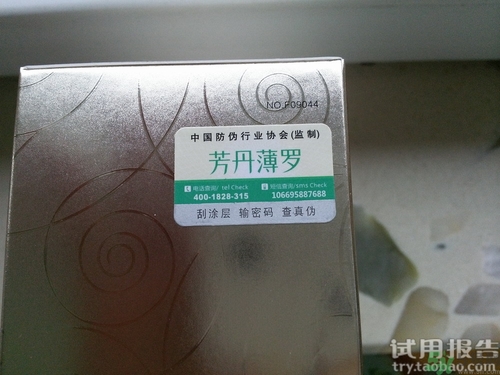 NO.F09044
中国防伪行业协会(监制)
芳丹薄罗
电话查询/ tel Check
400-1828-315
短信查询/sms Check
106695887688
刮涂层 输密码 查真伪
试用报告
try.taobao.com